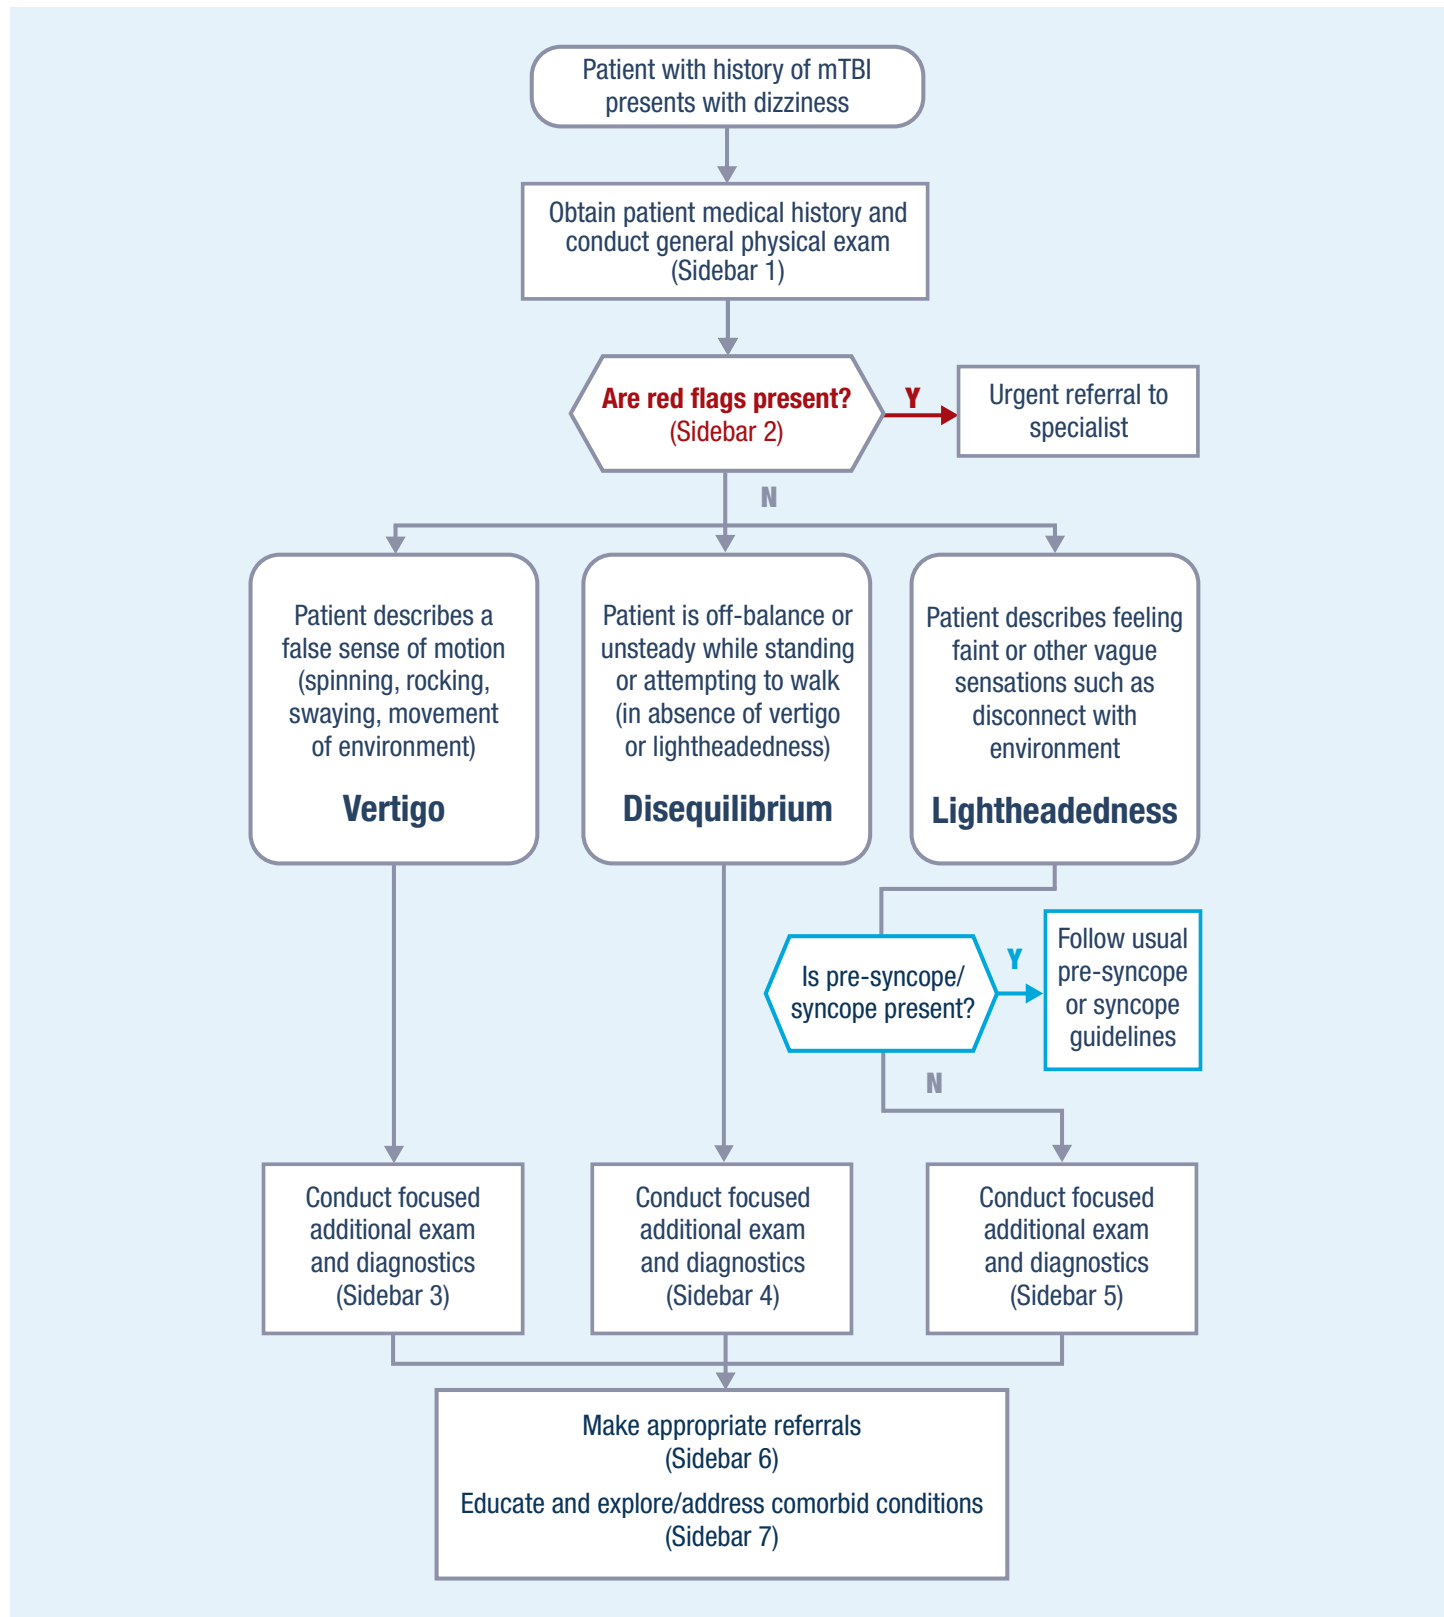 Patient with history of mTBI
presents with dizziness
Obtain patient medical history and
conduct general physical exam
(Sidebar 1)
Are red flags present?
(Sidebar 2)
Y
Urgent referral to
specialist
N
Patient describes a
false sense of motion
(spinning, rocking,
swaying, movement
of environment)
Vertigo
Patient is off-balance or
unsteady while standing
or attempting to walk
(in absence of vertigo
or lightheadedness)
Disequilibrium
Patient describes feeling
faint or other vague
sensations such as
disconnect with
environment
Lightheadedness
Is pre-syncope/
syncope present?
Y
Follow usual
pre-syncope
or syncope
guidelines
N
Conduct focused
additional exam
and diagnostics
(Sidebar 3)
Conduct focused
additional exam
and diagnostics
(Sidebar 4)
Conduct focused
additional exam
and diagnostics
(Sidebar 5)
Make appropriate referrals
(Sidebar 6)
Educate and explore/address comorbid conditions
(Sidebar 7)